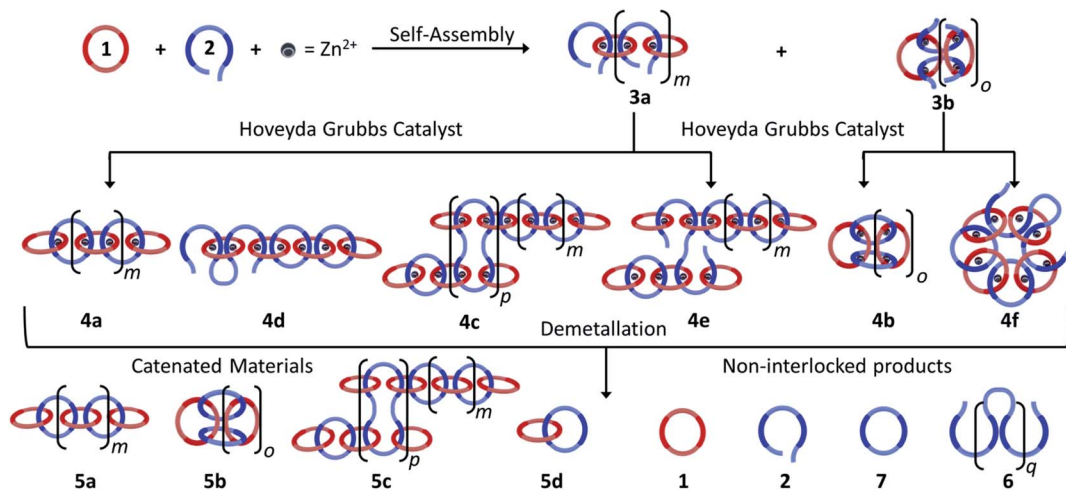 1 + 2 + = Zn²⁺ Self-Assembly m + o
3a 3b
Hoveyda Grubbs Catalyst Hoveyda Grubbs Catalyst
m p m m o
4a 4d 4c 4e 4b 4f
Demetallation
Catenated Materials Non-interlocked products
m o p m q
5a 5b 5c 5d 1 2 7 6